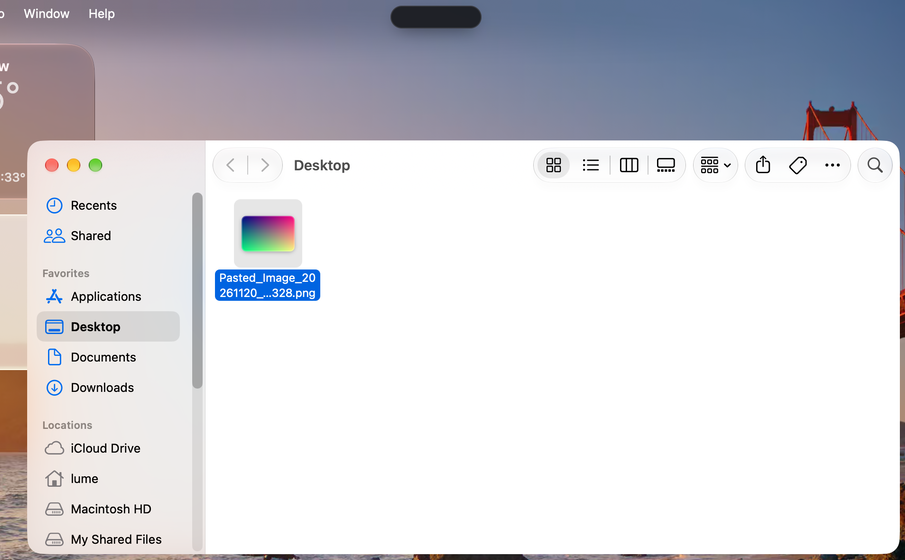 Window Help
:33°
Desktop
Recents
Shared
Favorites
Applications
Desktop
Documents
Downloads
Locations
iCloud Drive
lume
Macintosh HD
My Shared Files
Pasted_Image_20
261120_...328.png